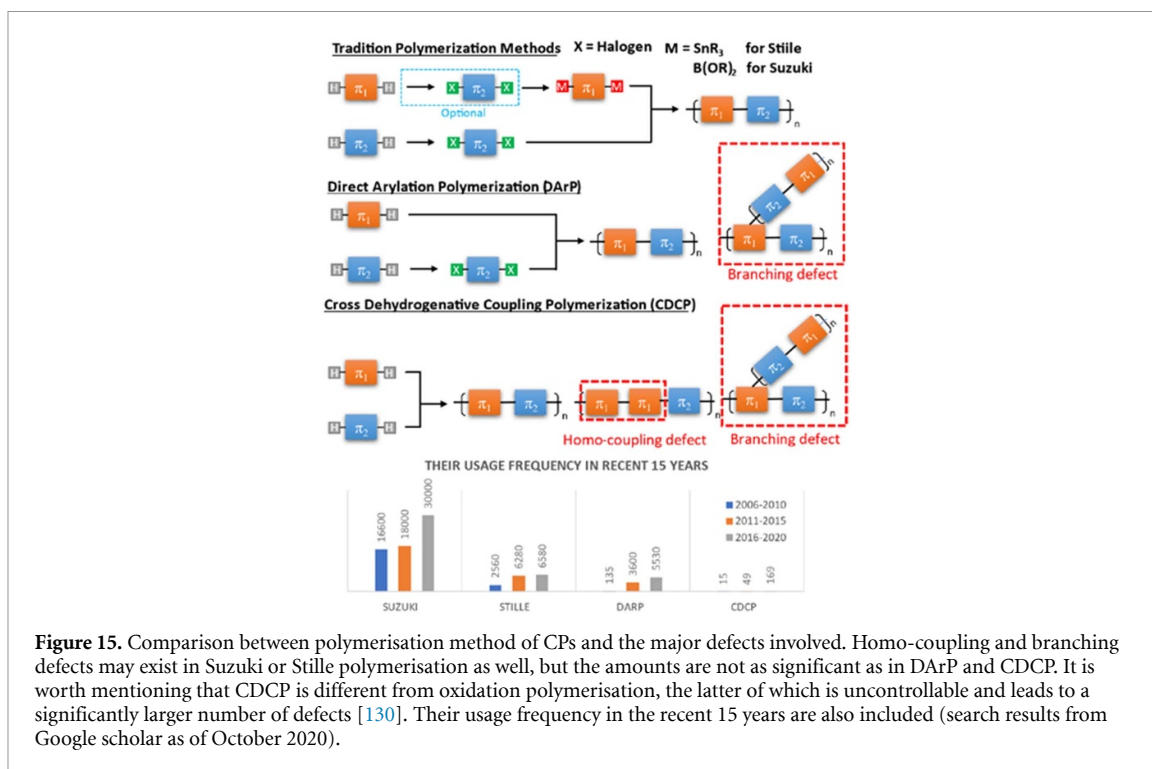 Tradition Polymerization Methods X = Halogen M = SnR₃ for Stiile
B(OR)₂ for Suzuki
H π₁ H X π₂ X M π₁ M
Optional
( π₁ π₂ )n
H π₂ H X π₂ X
Direct Arylation Polymerization (DArP)
H π₁ H
( π₁ π₂ )n
H π₂ H X π₂ X
( π₂ π₁ )n
( π₁ π₂ )n
Branching defect
Cross Dehydrogenative Coupling Polymerization (CDCP)
H π₁ H
H π₂ H
( π₁ π₂ )n
( π₁ π₁ π₂ )n
Homo-coupling defect
( π₂ π₁ )n
( π₁ π₂ )n
Branching defect
THEIR USAGE FREQUENCY IN RECENT 15 YEARS
16600 18000 30000
2560 6280 6580
135 3600 5530
15 49 169
2006-2010
2011-2015
2016-2020
SUZUKI STILLE DARP CDCP
Figure 15. Comparison between polymerisation method of CPs and the major defects involved. Homo-coupling and branching
defects may exist in Suzuki or Stille polymerisation as well, but the amounts are not as significant as in DArP and CDCP. It is
worth mentioning that CDCP is different from oxidation polymerisation, the latter of which is uncontrollable and leads to a
significantly larger number of defects [130]. Their usage frequency in the recent 15 years are also included (search results from
Google scholar as of October 2020).